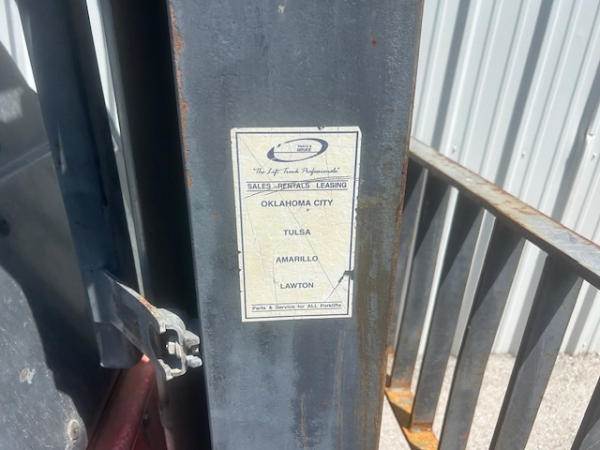 "The Lift Truck Professionals"
SALES - RENTALS LEASING
OKLAHOMA CITY
TULSA
AMARILLO
LAWTON
Parts & Service for ALL Forklifts